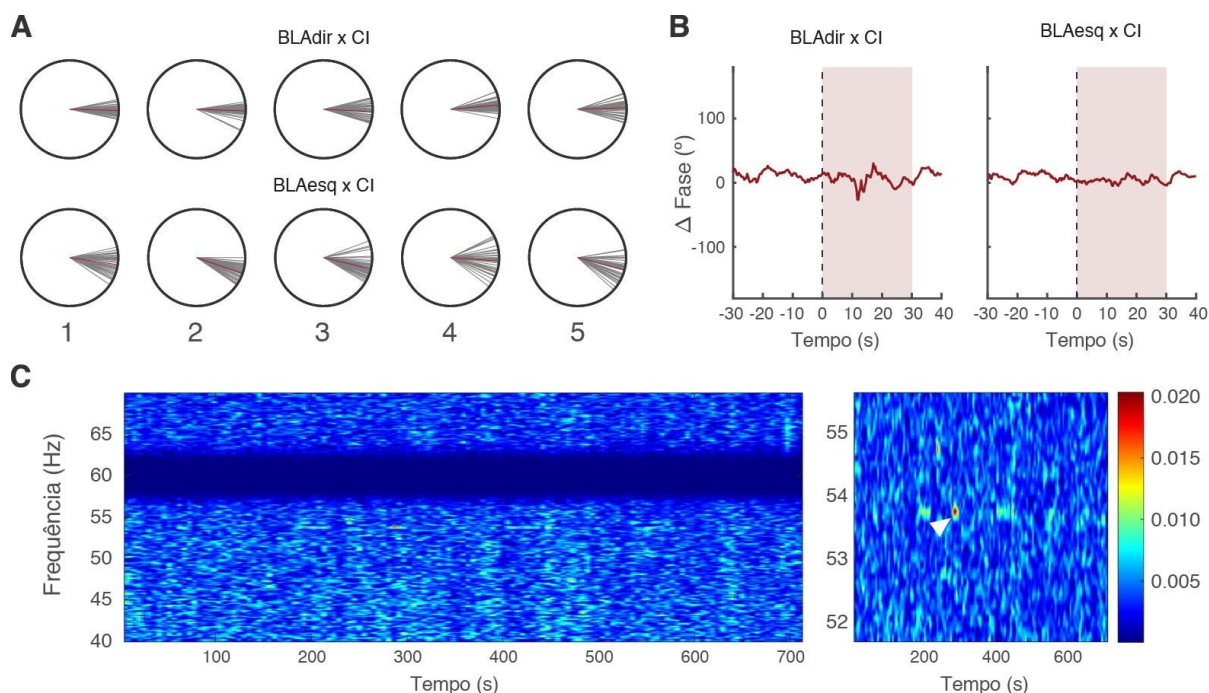 A
BLAdir x CI
BLAesq x CI
1 2 3 4 5
B
BLAdir x CI
BLAesq x CI
Δ Fase (º)
100
0
-100
-30 -20 -10 0 10 20 30 40
Tempo (s)
-30 -20 -10 0 10 20 30 40
Tempo (s)
C
Frequência (Hz)
65
60
55
50
45
40
100 200 300 400 500 600 700
Tempo (s)
55
54
53
52
200 400 600
Tempo (s)
0.020
0.015
0.010
0.005